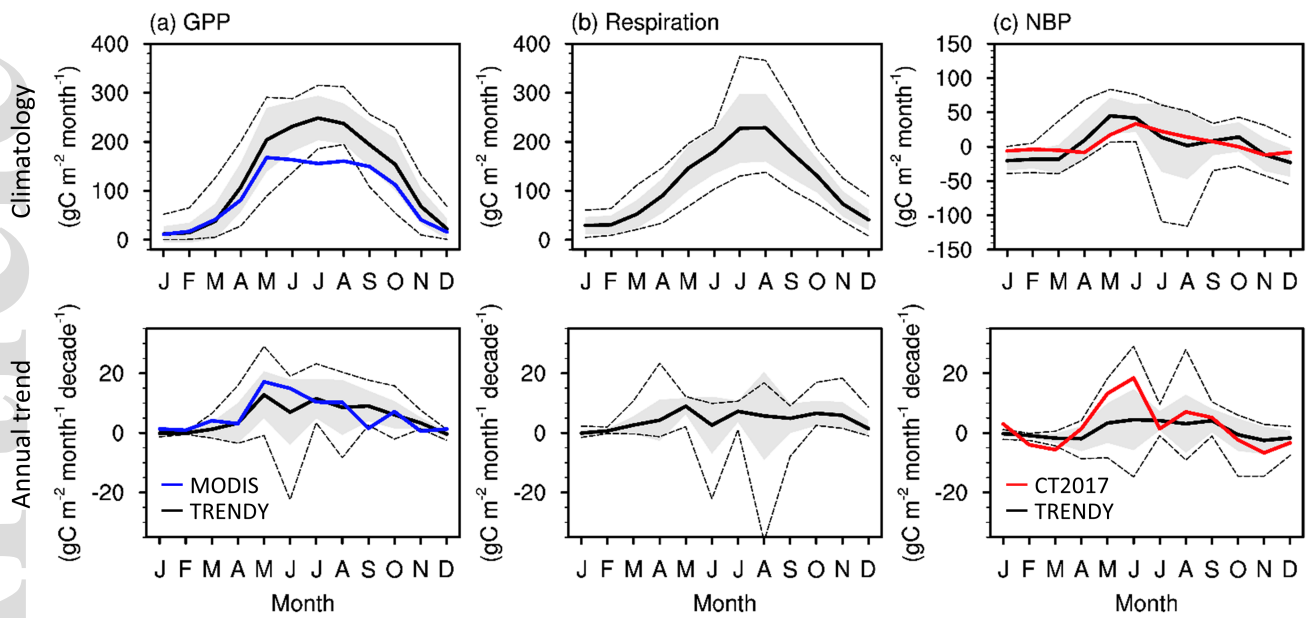 (a) GPP
(b) Respiration
(c) NBP
Climatology
(gC m⁻² month⁻¹)
400
300
200
100
0
J F M A M J J A S O N D
(gC m⁻² month⁻¹)
400
300
200
100
0
J F M A M J J A S O N D
(gC m⁻² month⁻¹)
150
100
50
0
-50
-100
-150
J F M A M J J A S O N D
Annual trend
(gC m⁻² month⁻¹ decade⁻¹)
20
0
-20
MODIS
TRENDY
J F M A M J J A S O N D
Month
(gC m⁻² month⁻¹ decade⁻¹)
20
0
-20
J F M A M J J A S O N D
Month
(gC m⁻² month⁻¹ decade⁻¹)
20
0
-20
CT2017
TRENDY
J F M A M J J A S O N D
Month